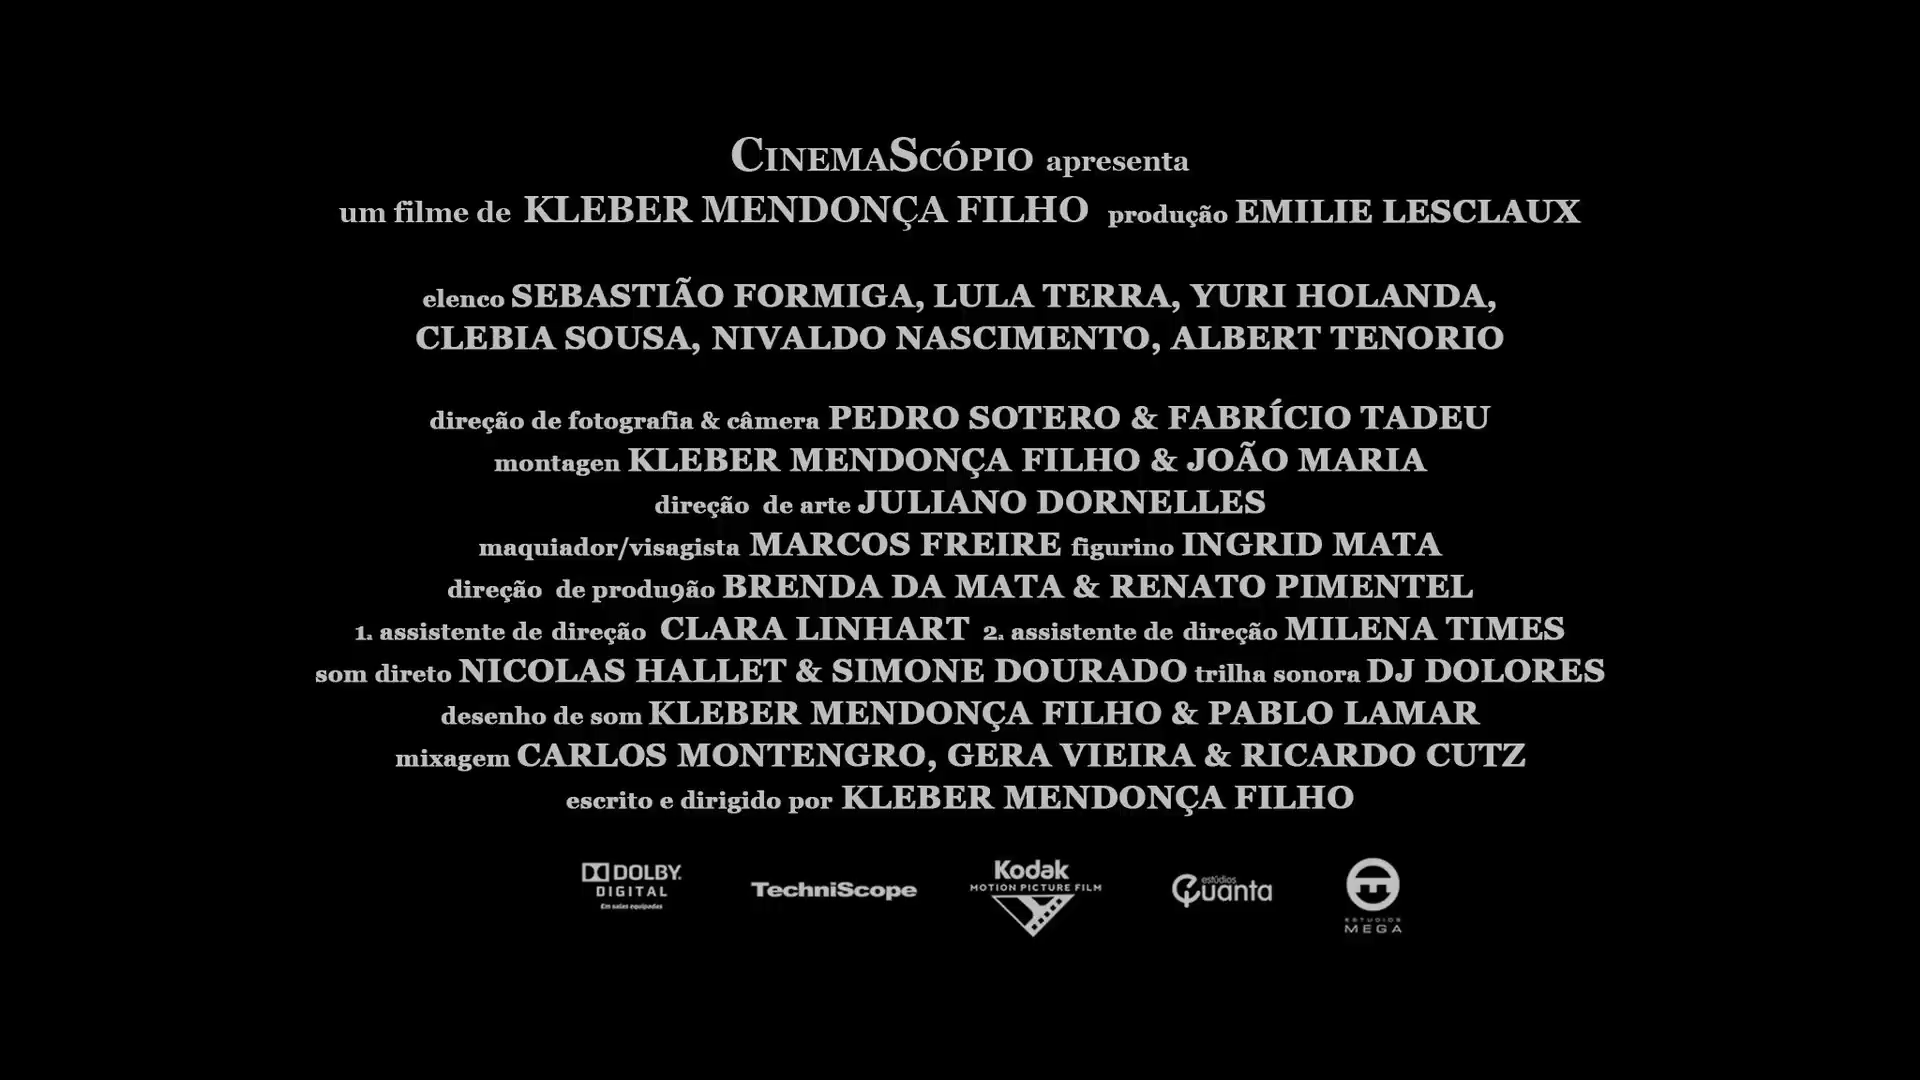 CINEMASCÓPIO apresenta
um filme de KLEBER MENDONÇA FILHO produção EMILIE LESCLAUX
elenco SEBASTIÃO FORMIGA, LULA TERRA, YURI HOLANDA,
CLEBIA SOUSA, NIVALDO NASCIMENTO, ALBERT TENORIO
direção de fotografia & câmera PEDRO SOTERO & FABRÍCIO TADEU
montagen KLEBER MENDONÇA FILHO & JOÃO MARIA
direção de arte JULIANO DORNELLES
maquiador/visagista MARCOS FREIRE figurino INGRID MATA
direção de produ9ão BRENDA DA MATA & RENATO PIMENTEL
1. assistente de direção CLARA LINHART 2. assistente de direção MILENA TIMES
som direto NICOLAS HALLET & SIMONE DOURADO trilha sonora DJ DOLORES
desenho de som KLEBER MENDONÇA FILHO & PABLO LAMAR
mixagem CARLOS MONTENGRO, GERA VIEIRA & RICARDO CUTZ
escrito e dirigido por KLEBER MENDONÇA FILHO
DOLBY
DIGITAL
Em salas equipadas
TechniScope
Kodak
MOTION PICTURE FILM
estúdios
Quanta
ESTUDIOS
MEGA